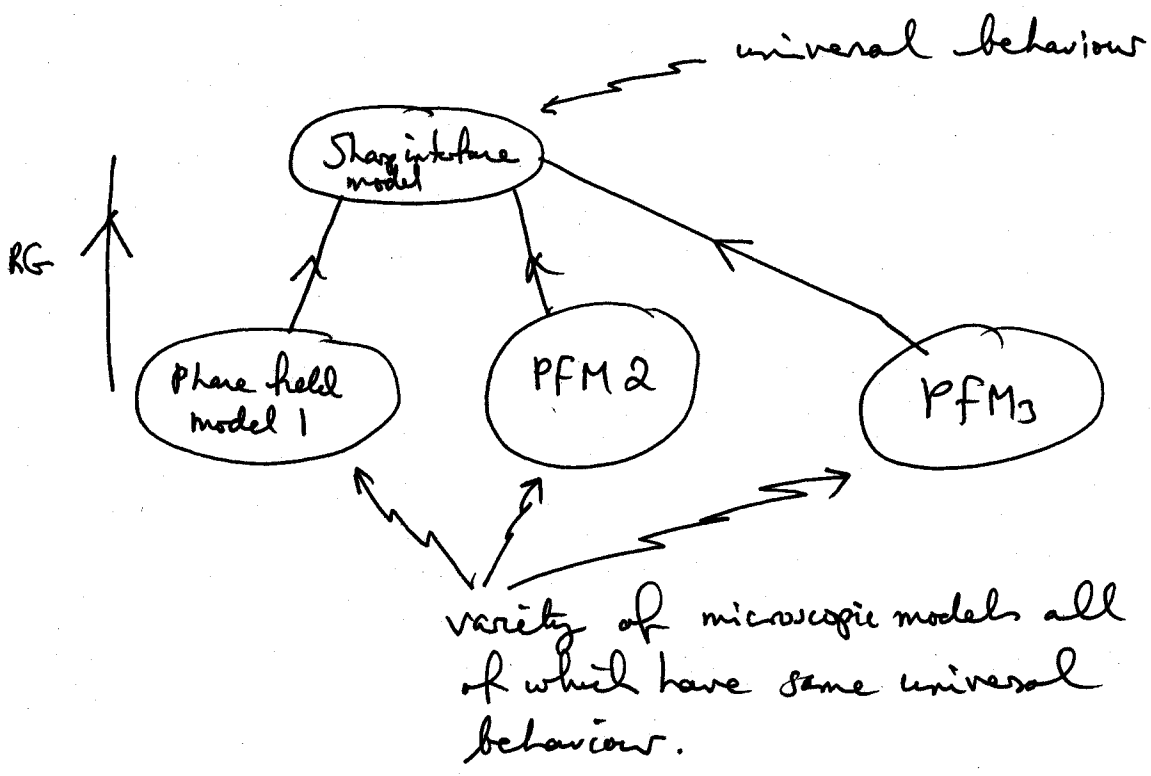 universal behaviour
Sharp interface
model
RG
Phase field
model 1
PFM 2
PFM3
variety of microscopic models all
of which have same universal
behaviour.